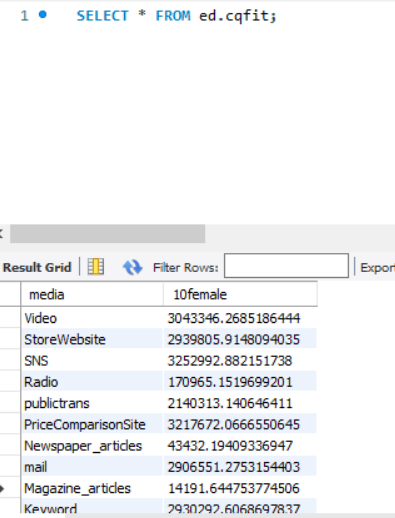 1 SELECT * FROM ed.cqfit;
Result Grid Filter Rows: Export
media 10female
Video 3043346.2685186444
StoreWebsite 2939805.9148094035
SNS 3252992.882151738
Radio 170965.1519699201
publictrans 2140313.140646411
PriceComparisonSite 3217672.0666550645
Newspaper_articles 43432.19409336947
mail 2906551.2753154403
Magazine_articles 14191.644753774506
Keyword 2930292.6068697837